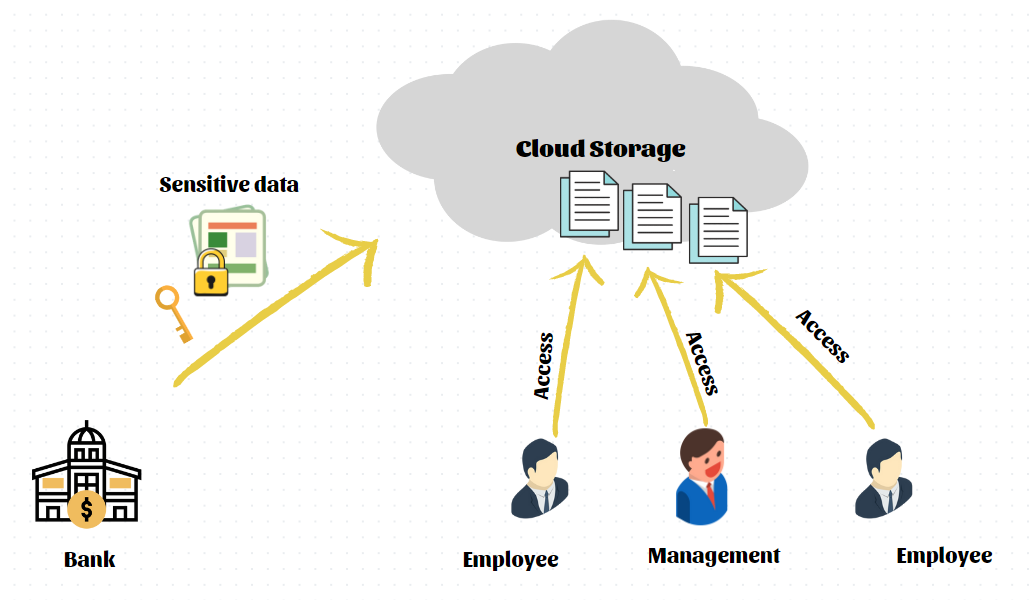 Cloud Storage
Sensitive data
Access
Access
Access
$
Bank
Employee
Management
Employee